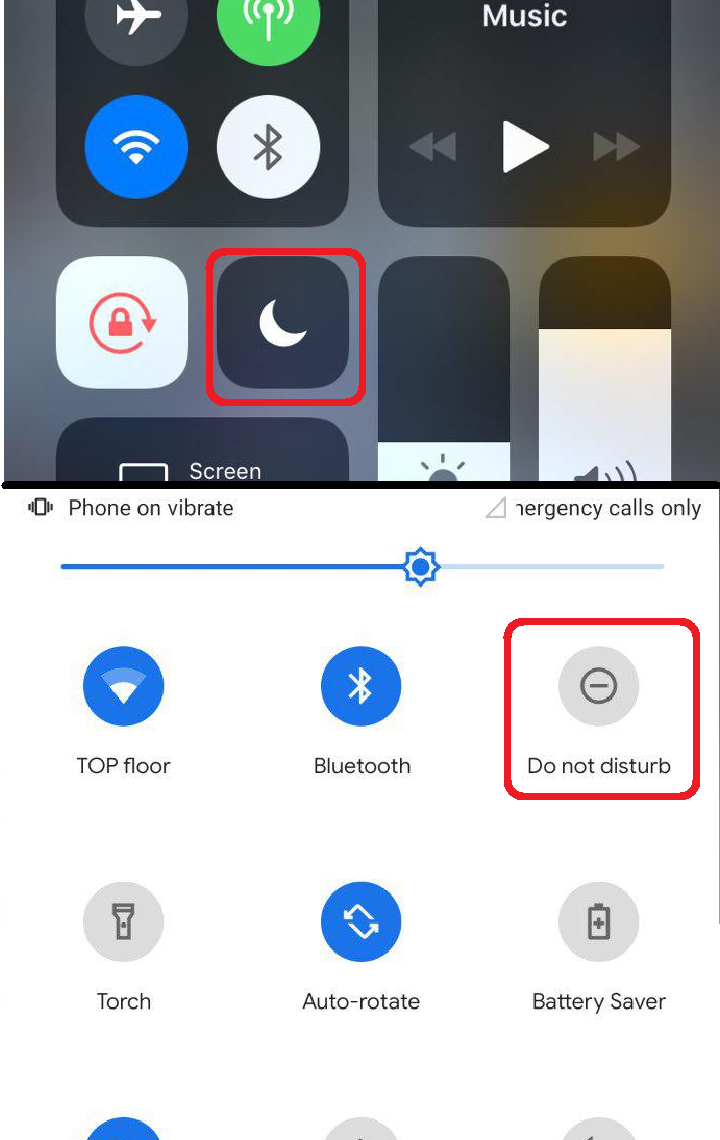 Music
Screen
Phone on vibrate
nergency calls only
TOP floor
Bluetooth
Do not disturb
Torch
Auto-rotate
Battery Saver